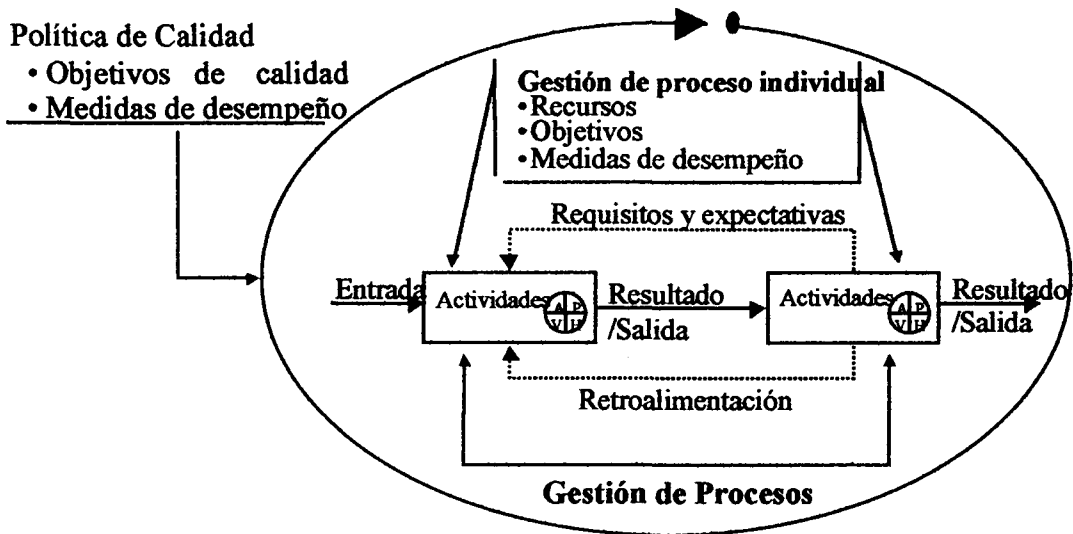 Política de Calidad
• Objetivos de calidad
• Medidas de desempeño
Gestión de proceso individual
• Recursos
• Objetivos
• Medidas de desempeño
Requisitos y expectativas
Entrada
Actividades
A P
V H
Resultado
/Salida
Actividades
A P
V H
Resultado
/Salida
Retroalimentación
Gestión de Procesos